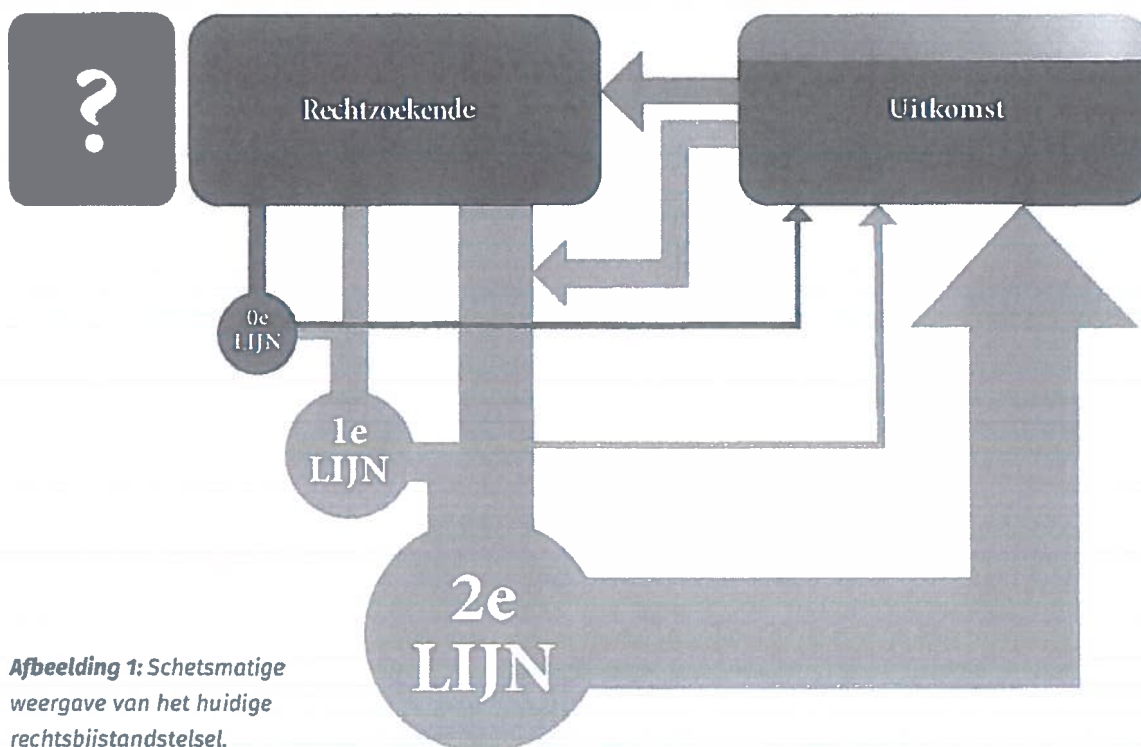 ?
Rechtzoekende
Uitkomst
0e
LIJN
1e
LIJN
2e
LIJN
Afbeelding 1: Schetsmatige
weergave van het huidige
rechtsbijstandstelsel.